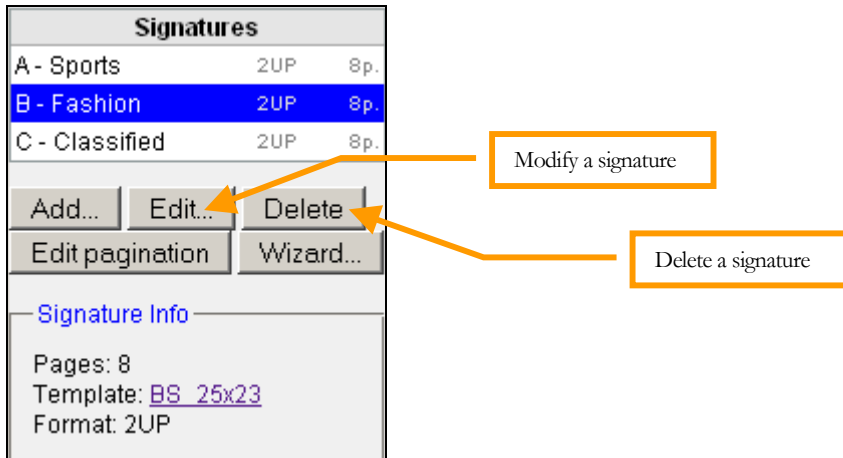 Signatures
A - Sports 2UP 8p.
B - Fashion 2UP 8p.
C - Classified 2UP 8p.
Modify a signature
Add... Edit... Delete
Edit pagination Wizard...
Delete a signature
Signature Info
Pages: 8
Template: BS_25x23
Format: 2UP